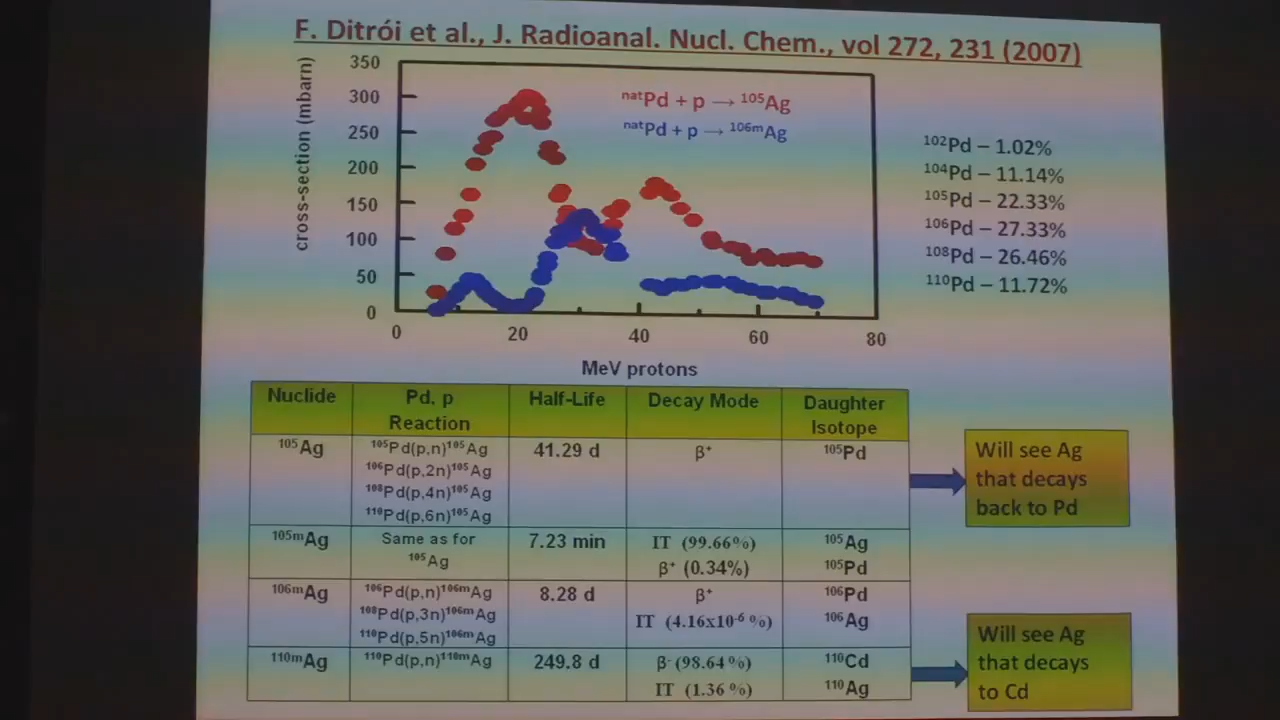 F. Ditrói et al., J. Radioanal. Nucl. Chem., vol 272, 231 (2007)
cross-section (mbarn)
350
300
250
200
150
100
50
0
0
20
40
60
80
MeV protons
natPd + p → 105Ag
natPd + p → 106mAg
102Pd – 1.02%
104Pd – 11.14%
105Pd – 22.33%
106Pd – 27.33%
108Pd – 26.46%
110Pd – 11.72%
Nuclide
Pd, p
Reaction
Half-Life
Decay Mode
Daughter
Isotope
105Ag
105Pd(p,n)105Ag
106Pd(p,2n)105Ag
108Pd(p,4n)105Ag
110Pd(p,6n)105Ag
41.29 d
β+
105Pd
105mAg
Same as for
105Ag
7.23 min
IT (99.66%)
β+ (0.34%)
105Ag
105Pd
106mAg
106Pd(p,n)106mAg
108Pd(p,3n)106mAg
110Pd(p,5n)106mAg
8.28 d
β+
IT (4.16x10-6 %)
106Pd
106Ag
110mAg
110Pd(p,n)110mAg
249.8 d
β-(98.64%)
IT (1.36 %)
110Cd
110Ag
Will see Ag
that decays
back to Pd
Will see Ag
that decays
to Cd